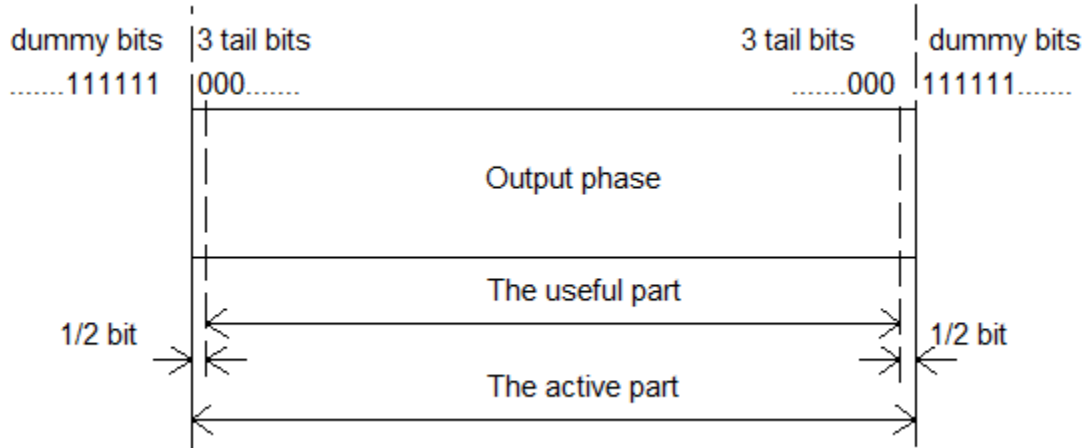 dummy bits 3 tail bits 3 tail bits dummy bits
.......111111 000....... .......000 111111.......
Output phase
The useful part
1/2 bit 1/2 bit
The active part